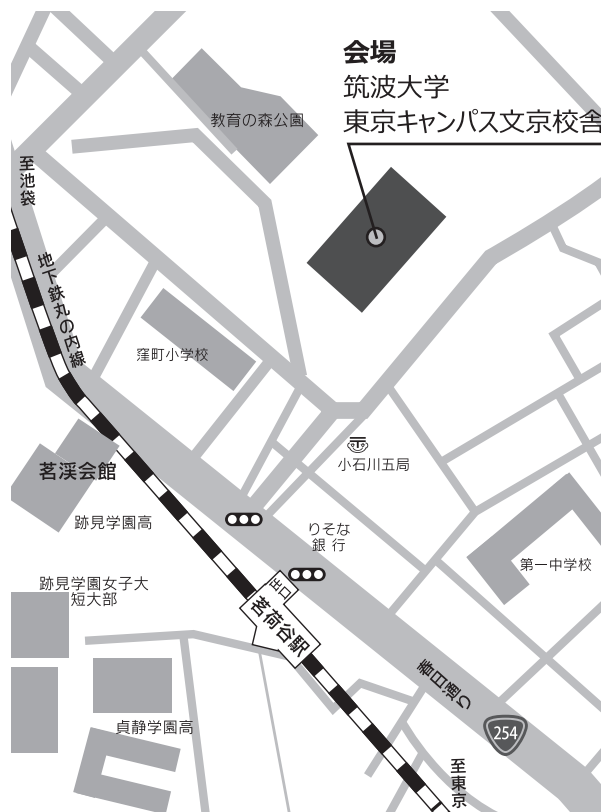 会場
筑波大学
東京キャンパス文京校舎
教育の森公園
至池袋
地下鉄丸の内線
窪町小学校
茗渓会館
小石川五局
跡見学園高
りそな
銀行
第一中学校
跡見学園女子大
短大部
出口
茗荷谷駅
春日通り
貞静学園高
254
至東京